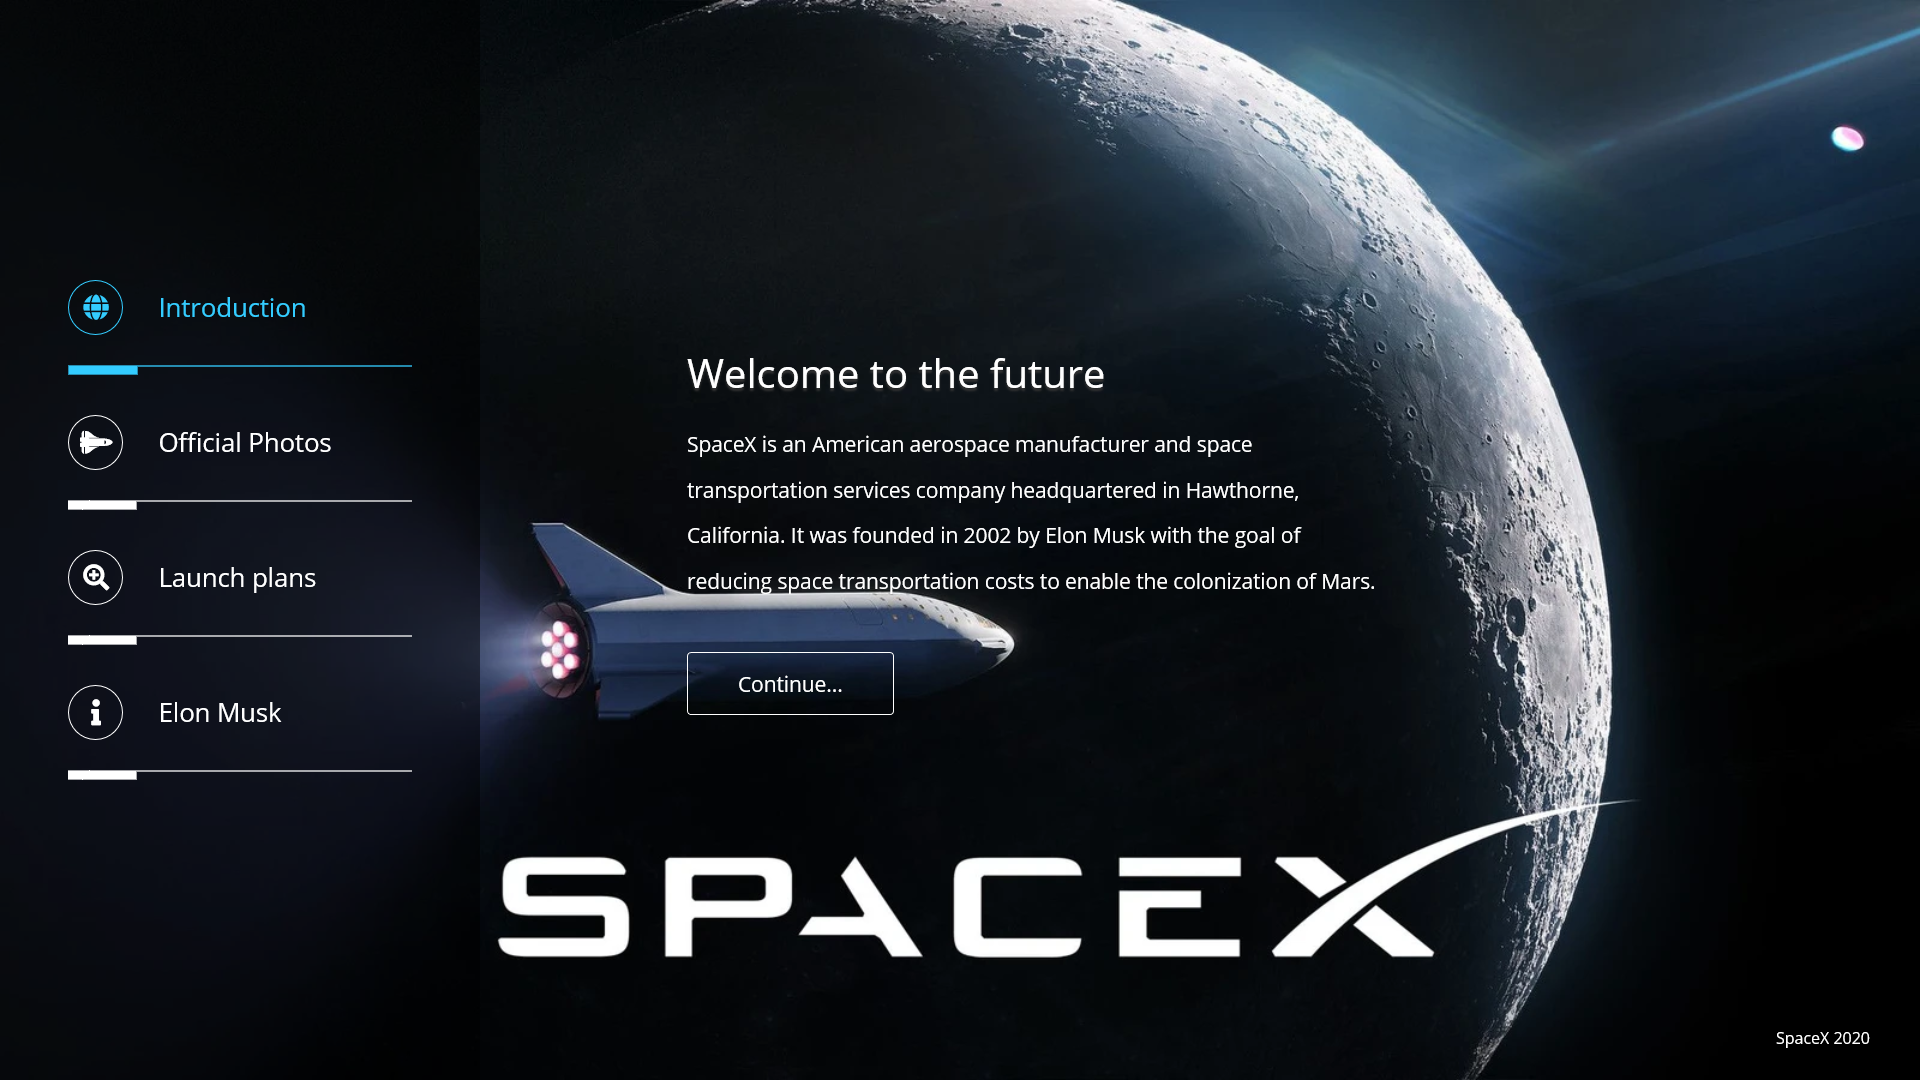 Introduction
Official Photos
Launch plans
Elon Musk
Welcome to the future
SpaceX is an American aerospace manufacturer and space
transportation services company headquartered in Hawthorne,
California. It was founded in 2002 by Elon Musk with the goal of
reducing space transportation costs to enable the colonization of Mars.
Continue...
SPACEX
SpaceX 2020